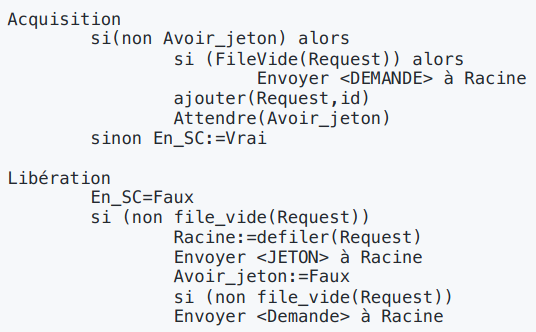 Acquisition
si(non Avoir_jeton) alors
si (FileVide(Request)) alors
Envoyer <DEMANDE> à Racine
ajouter(Request,id)
Attendre(Avoir_jeton)
sinon En_SC:=Vrai
Libération
En_SC=Faux
si (non file_vide(Request))
Racine:=defiler(Request)
Envoyer <JETON> à Racine
Avoir_jeton:=Faux
si (non file_vide(Request))
Envoyer <Demande> à Racine